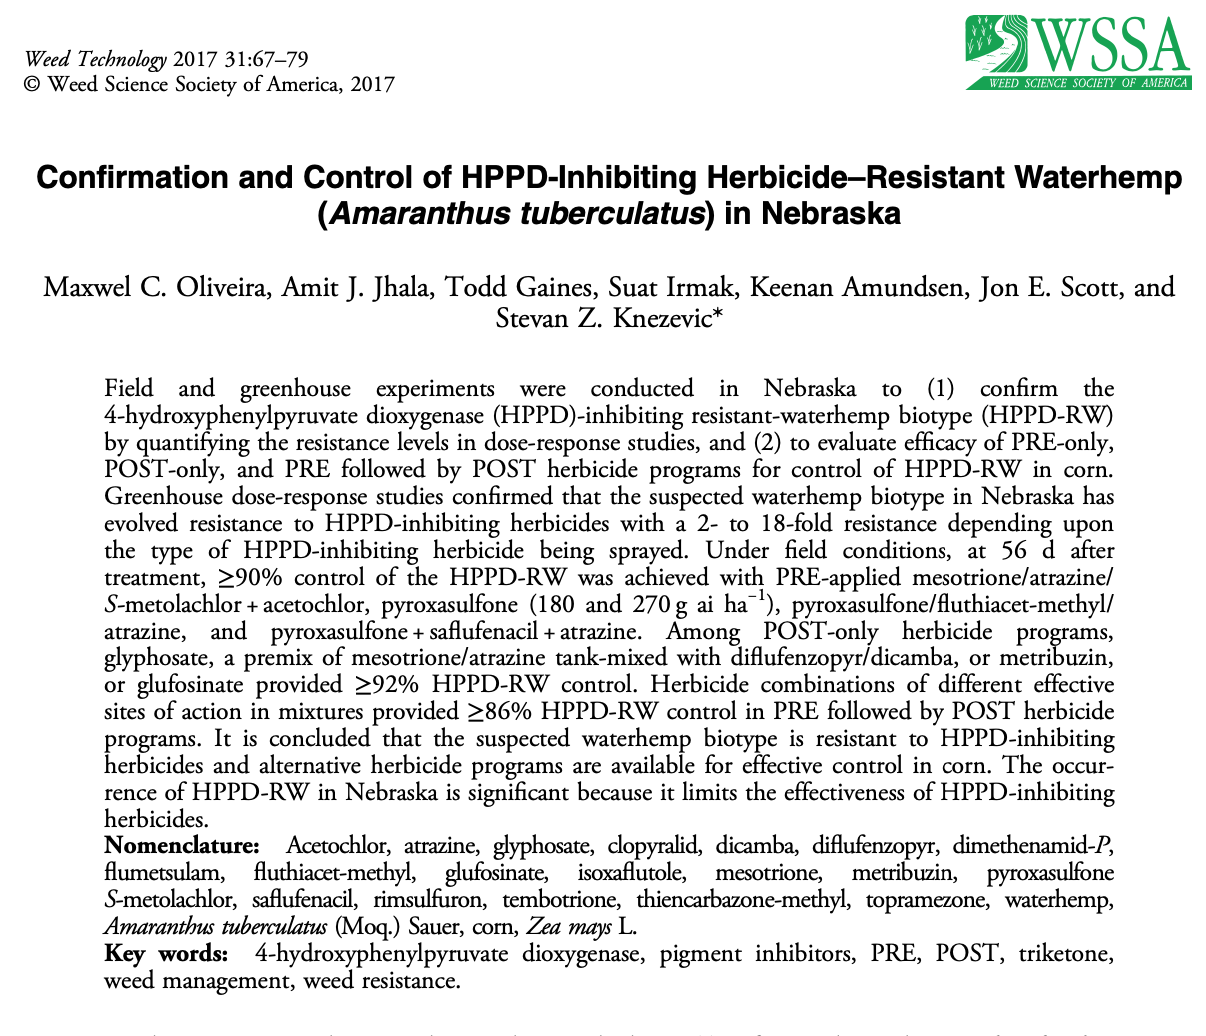 Weed Technology 2017 31:67–79
© Weed Science Society of America, 2017
WSSA
WEED SCIENCE SOCIETY OF AMERICA
Confirmation and Control of HPPD-Inhibiting Herbicide–Resistant Waterhemp
(Amaranthus tuberculatus) in Nebraska
Maxwel C. Oliveira, Amit J. Jhala, Todd Gaines, Suat Irmak, Keenan Amundsen, Jon E. Scott, and
Stevan Z. Knezevic*
Field and greenhouse experiments were conducted in Nebraska to (1) confirm the
4-hydroxyphenylpyruvate dioxygenase (HPPD)-inhibiting resistant-waterhemp biotype (HPPD-RW)
by quantifying the resistance levels in dose-response studies, and (2) to evaluate efficacy of PRE-only,
POST-only, and PRE followed by POST herbicide programs for control of HPPD-RW in corn.
Greenhouse dose-response studies confirmed that the suspected waterhemp biotype in Nebraska has
evolved resistance to HPPD-inhibiting herbicides with a 2- to 18-fold resistance depending upon
the type of HPPD-inhibiting herbicide being sprayed. Under field conditions, at 56 d after
treatment, ≥90% control of the HPPD-RW was achieved with PRE-applied mesotrione/atrazine/
S-metolachlor + acetochlor, pyroxasulfone (180 and 270 g ai ha⁻¹), pyroxasulfone/fluthiacet-methyl/
atrazine, and pyroxasulfone + saflufenacil + atrazine. Among POST-only herbicide programs,
glyphosate, a premix of mesotrione/atrazine tank-mixed with diflufenzopyr/dicamba, or metribuzin,
or glufosinate provided ≥92% HPPD-RW control. Herbicide combinations of different effective
sites of action in mixtures provided ≥86% HPPD-RW control in PRE followed by POST herbicide
programs. It is concluded that the suspected waterhemp biotype is resistant to HPPD-inhibiting
herbicides and alternative herbicide programs are available for effective control in corn. The occur-
rence of HPPD-RW in Nebraska is significant because it limits the effectiveness of HPPD-inhibiting
herbicides.
Nomenclature: Acetochlor, atrazine, glyphosate, clopyralid, dicamba, diflufenzopyr, dimethenamid-P,
flumetsulam, fluthiacet-methyl, glufosinate, isoxaflutole, mesotrione, metribuzin, pyroxasulfone
S-metolachlor, saflufenacil, rimsulfuron, tembotrione, thiencarbazone-methyl, topramezone, waterhemp,
Amaranthus tuberculatus (Moq.) Sauer, corn, Zea mays L.
Key words: 4-hydroxyphenylpyruvate dioxygenase, pigment inhibitors, PRE, POST, triketone,
weed management, weed resistance.